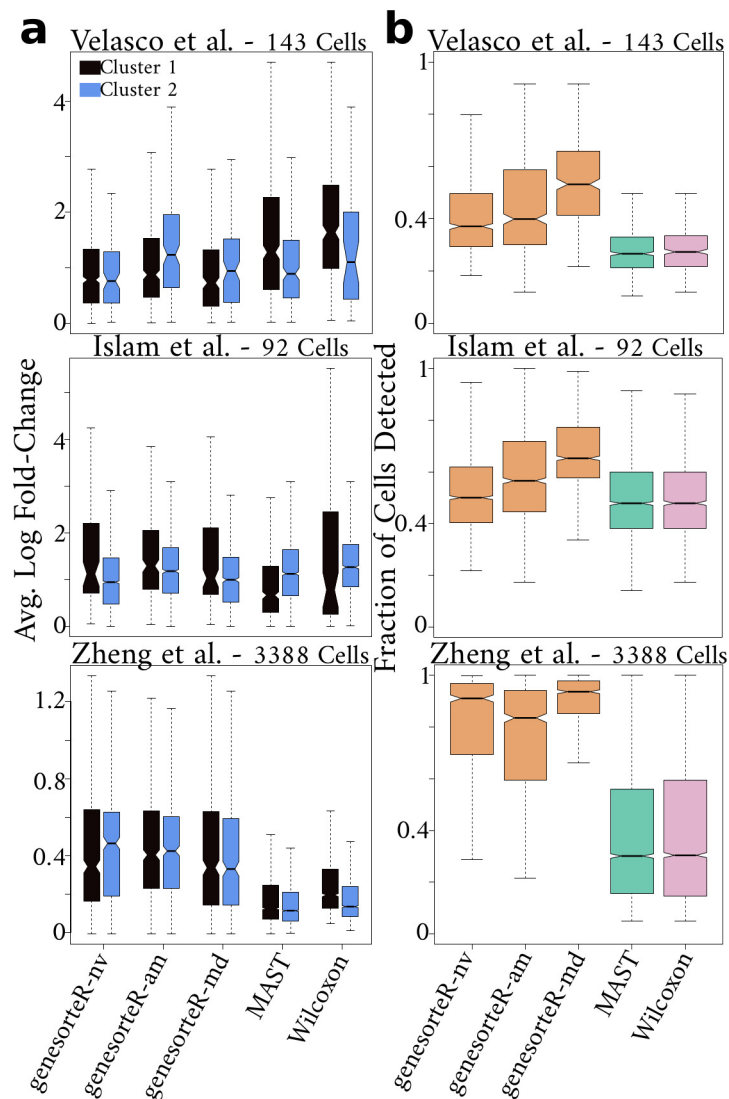 a
Velasco et al. - 143 Cells
Cluster 1
Cluster 2
4
2
0
Islam et al. - 92 Cells
4
2
0
Avg. Log Fold-Change
Zheng et al. - 3388 Cells
1.2
0.8
0.4
0
genesorteR-nv
genesorteR-am
genesorteR-md
MAST
Wilcoxon
b
Velasco et al. - 143 Cells
1
0.4
0
Islam et al. - 92 Cells
1
0.4
0
Fraction of Cells Detected
Zheng et al. - 3388 Cells
1
0.4
0
genesorteR-nv
genesorteR-am
genesorteR-md
MAST
Wilcoxon